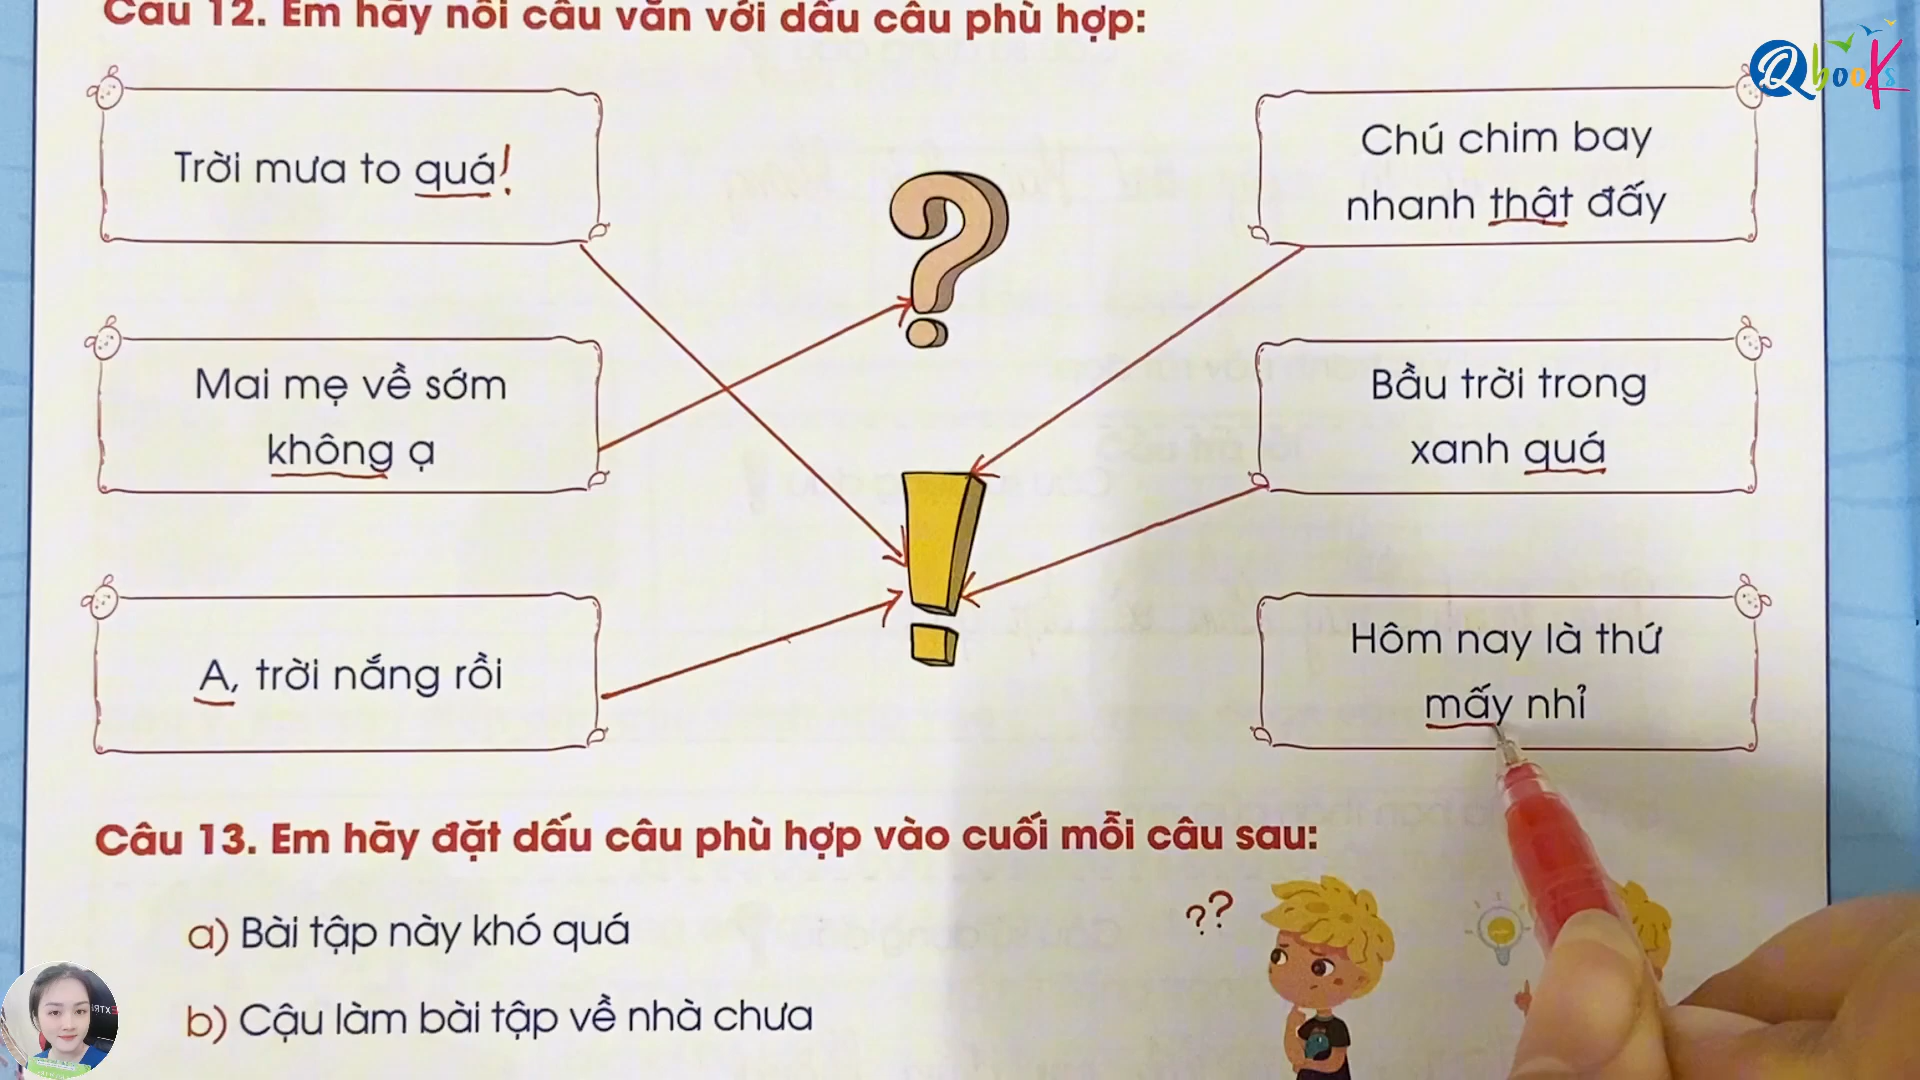 Câu 12. Em hãy nối câu văn với dấu câu phù hợp:
Qbooks
Trời mưa to quá!
Chú chim bay
nhanh thật đấy
?
Mai mẹ về sớm
không ạ
Bầu trời trong
xanh quá
!
A, trời nắng rồi
Hôm nay là thứ
mấy nhỉ
Câu 13. Em hãy đặt dấu câu phù hợp vào cuối mỗi câu sau:
??
a) Bài tập này khó quá
b) Cậu làm bài tập về nhà chưa